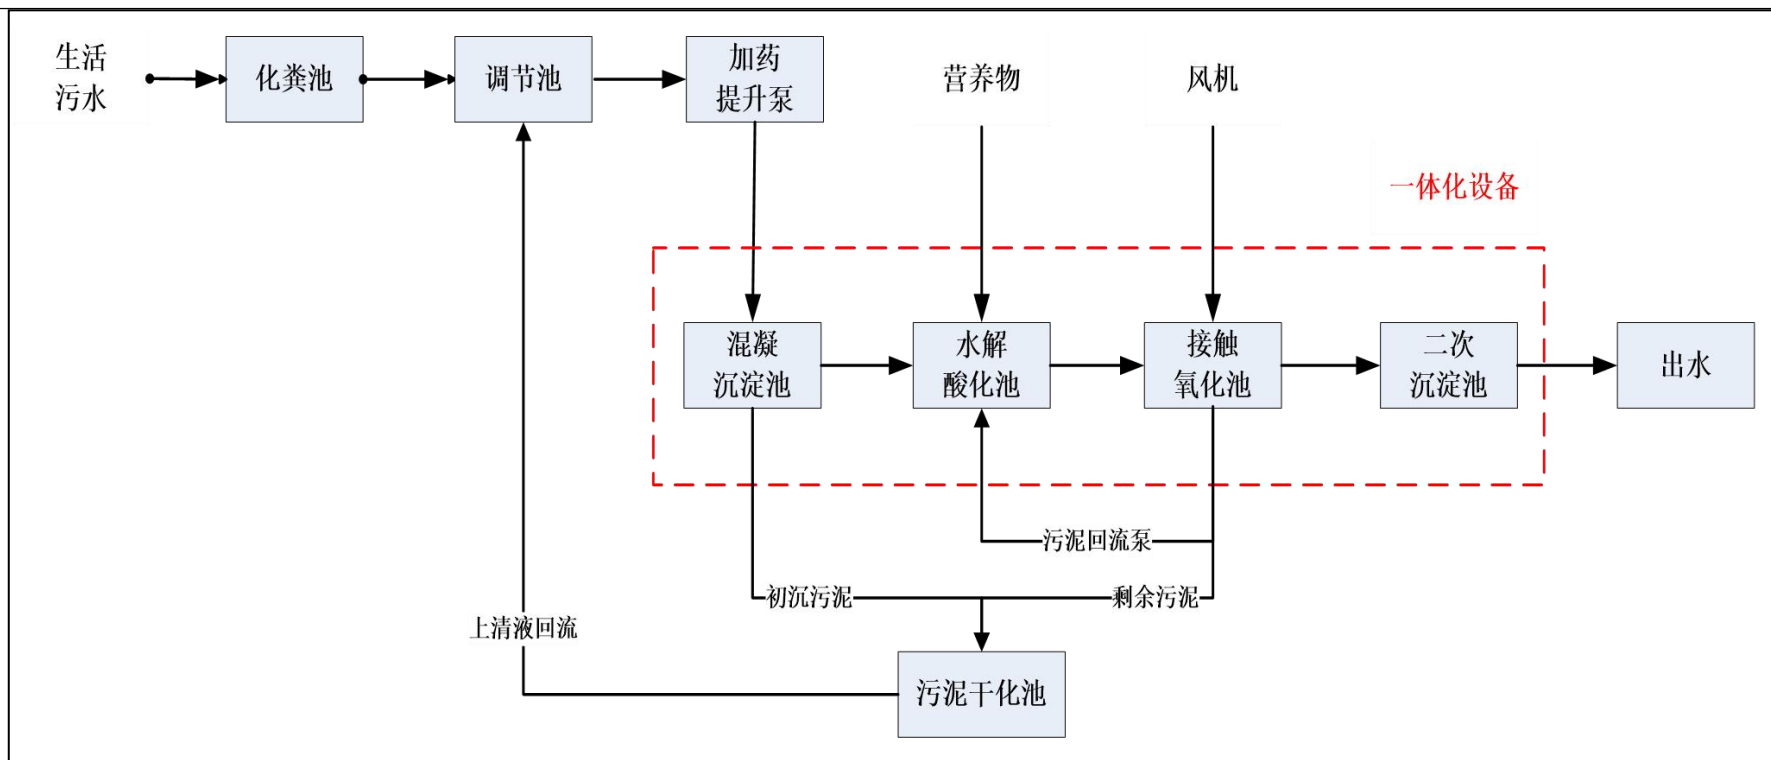 生活
污水
化粪池
调节池
加药
提升泵
营养物
风机
一体化设备
混凝
沉淀池
水解
酸化池
接触
氧化池
二次
沉淀池
出水
污泥回流泵
初沉污泥
剩余污泥
上清液回流
污泥干化池